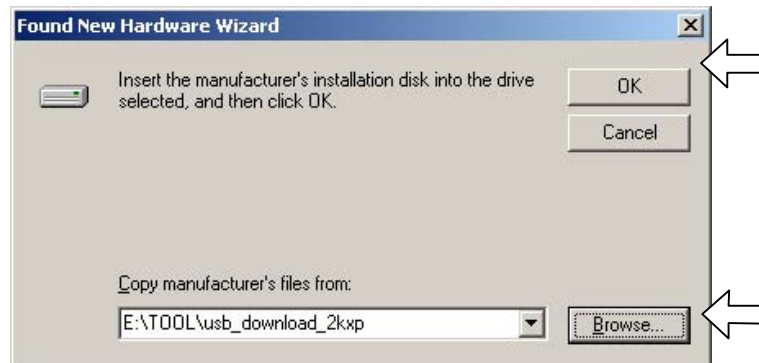 Found New Hardware Wizard
Insert the manufacturer's installation disk into the drive
selected, and then click OK.
OK
Cancel
Copy manufacturer's files from:
E:\TOOL\usb_download_2kxp
Browse...